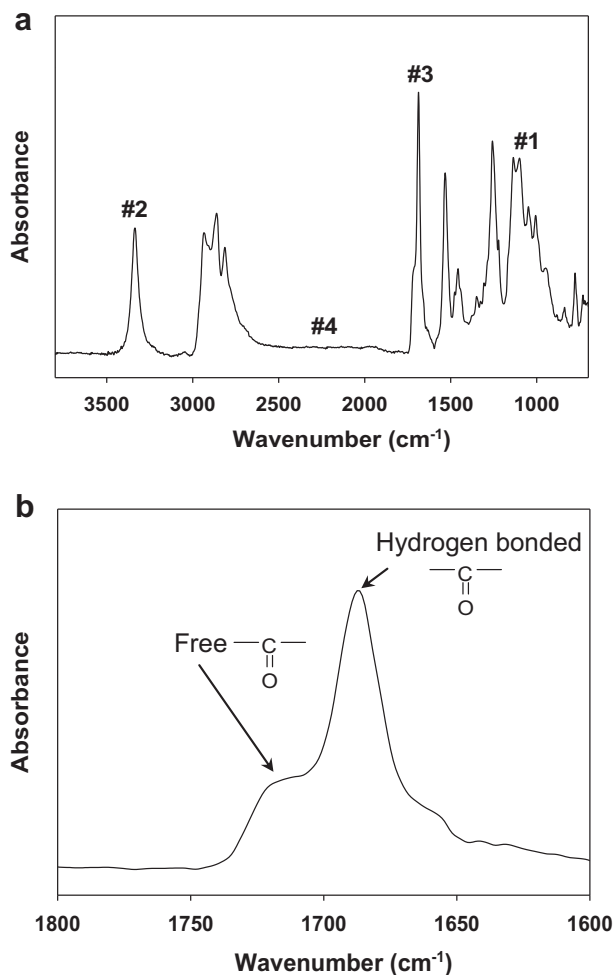 a
#3
#1
#2
#4
Absorbance
3500 3000 2500 2000 1500 1000
Wavenumber (cm-1)
b
Hydrogen bonded
C
O
Free C
O
Absorbance
1800 1750 1700 1650 1600
Wavenumber (cm-1)